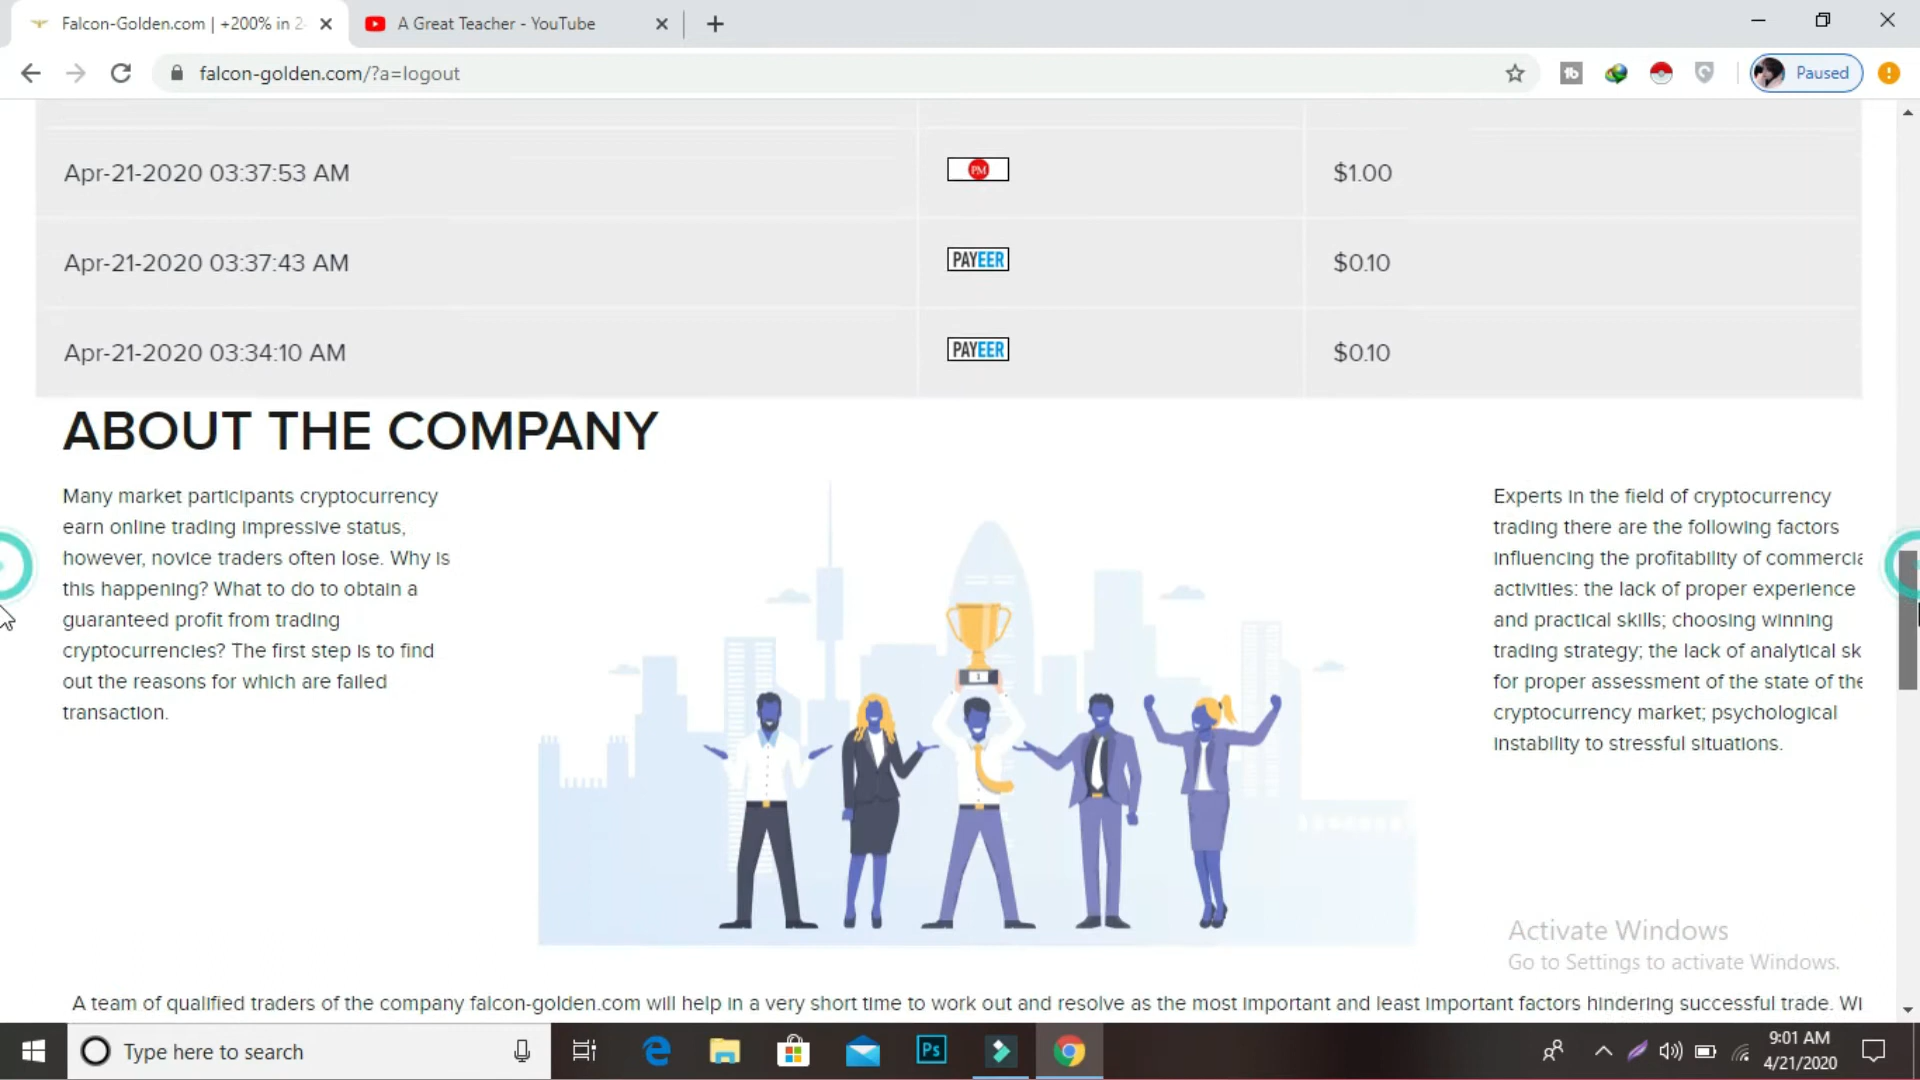 Falcon-Golden.com | +200% in 2
A Great Teacher - YouTube
falcon-golden.com/?a=logout
Paused
Apr-21-2020 03:37:53 AM PM $1.00
Apr-21-2020 03:37:43 AM PAYEER $0.10
Apr-21-2020 03:34:10 AM PAYEER $0.10
ABOUT THE COMPANY
Many market participants cryptocurrency
earn online trading impressive status,
however, novice traders often lose. Why is
this happening? What to do to obtain a
guaranteed profit from trading
cryptocurrencies? The first step is to find
out the reasons for which are failed
transaction.
1
Experts in the field of cryptocurrency
trading there are the following factors
influencing the profitability of commercia
activities: the lack of proper experience
and practical skills; choosing winning
trading strategy; the lack of analytical sk
for proper assessment of the state of the
cryptocurrency market; psychological
instability to stressful situations.
A team of qualified traders of the company falcon-golden.com will help in a very short time to work out and resolve as the most important and least important factors hindering successful trade. Wi
Activate Windows
Go to Settings to activate Windows.
Type here to search
Ps
9:01 AM
4/21/2020